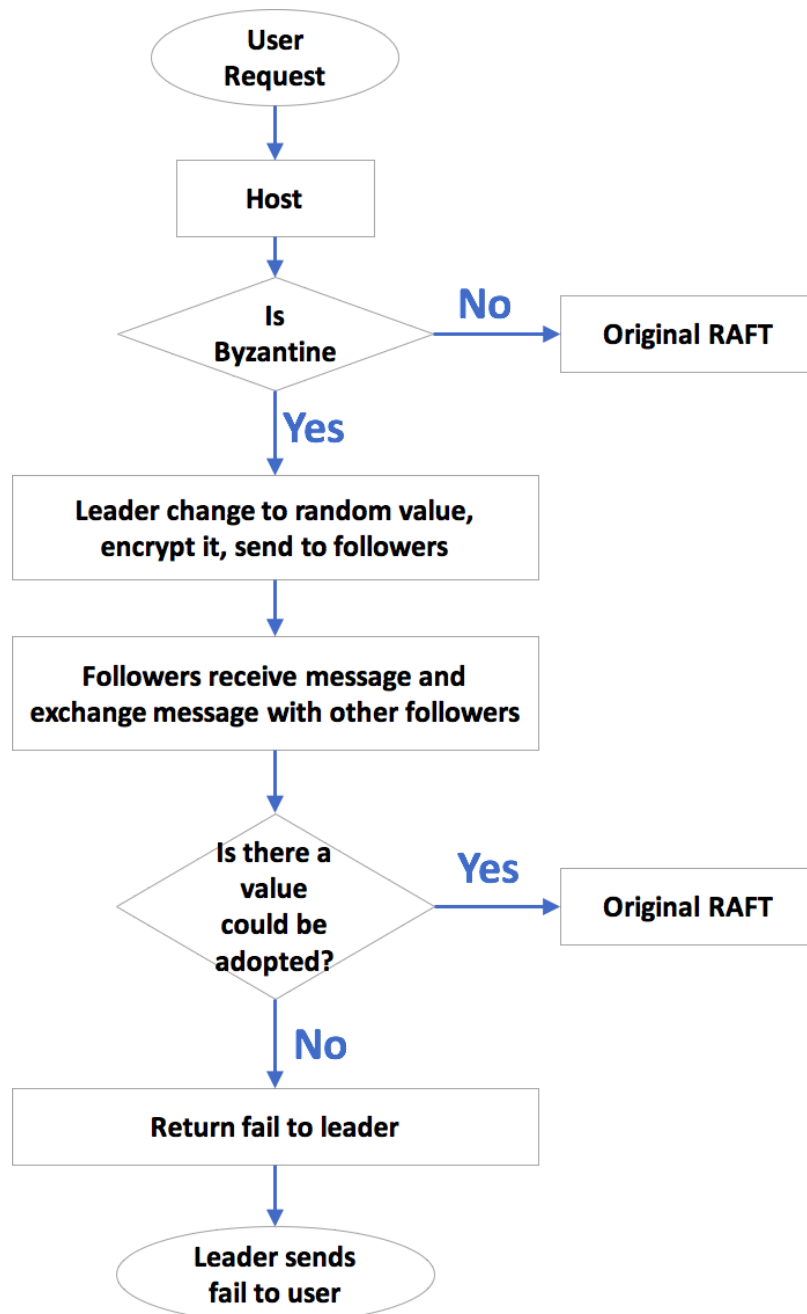 User
Request
Host
Is
Byzantine
No
Original RAFT
Yes
Leader change to random value,
encrypt it, send to followers
Followers receive message and
exchange message with other followers
Is there a
value
could be
adopted?
Yes
Original RAFT
No
Return fail to leader
Leader sends
fail to user